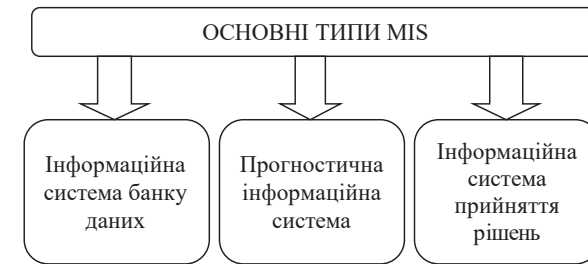 ОСНОВНІ ТИПИ MIS
Інформаційна
система банку
даних
Прогностична
інформаційна
система
Інформаційна
система
прийняття
рішень